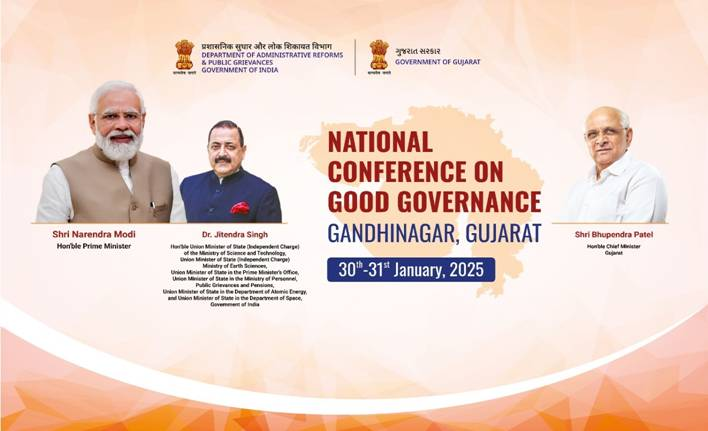 प्रशासनिक सुधार और लोक शिकायत विभाग
DEPARTMENT OF ADMINISTRATIVE REFORMS
& PUBLIC GRIEVANCES
GOVERNMENT OF INDIA
सत्यमेव जयते
ગુજરાત સરકાર
GOVERNMENT OF GUJARAT
सत्यमेव जयते
NATIONAL
CONFERENCE ON
GOOD GOVERNANCE
GANDHINAGAR, GUJARAT
30th-31st January, 2025
Shri Narendra Modi
Hon'ble Prime Minister
Dr. Jitendra Singh
Hon'ble Union Minister of State (Independent Charge)
of the Ministry of Science and Technology,
Union Minister of State (Independent Charge)
Ministry of Earth Sciences,
Union Minister of State in the Prime Minister's Office,
Union Minister of State in the Ministry of Personnel,
Public Grievances and Pensions,
Union Minister of State in the Department of Atomic Energy,
and Union Minister of State in the Department of Space,
Government of India
Shri Bhupendra Patel
Hon'ble Chief Minister
Gujarat